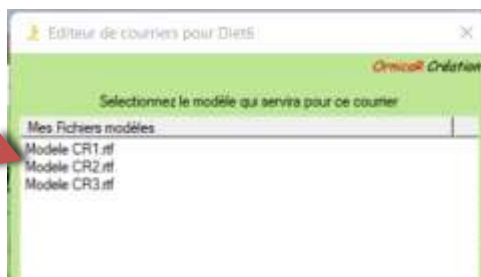 Editeur de courriers pour Diet6
OrnicaR Création
Selectionnez le modèle qui servira pour ce courrier
Mes Fichiers modèles
Modele CR1.rtf
Modele CR2.rtf
Modele CR3.rtf